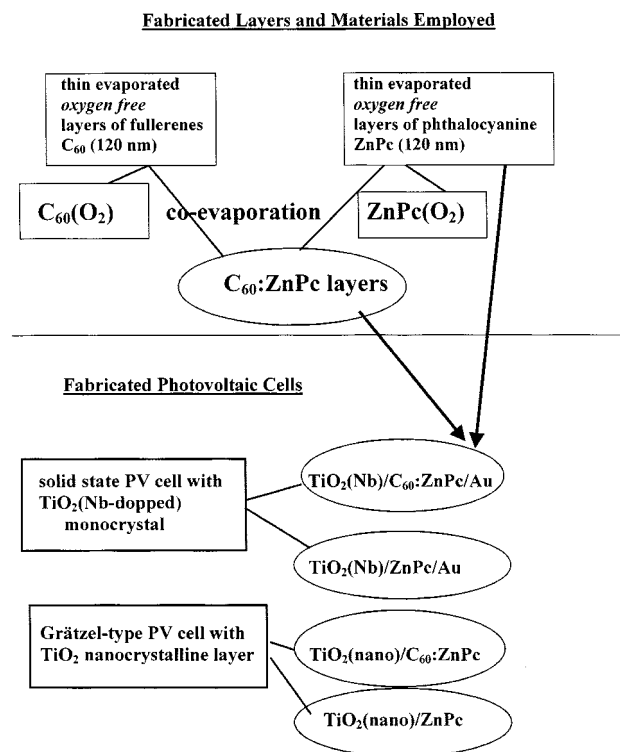 Fabricated Layers and Materials Employed
thin evaporated
oxygen free
layers of fullerenes
C₆₀ (120 nm)
thin evaporated
oxygen free
layers of phthalocyanine
ZnPc (120 nm)
C₆₀(O₂)
co-evaporation
ZnPc(O₂)
C₆₀:ZnPc layers
Fabricated Photovoltaic Cells
solid state PV cell with
TiO₂(Nb-dopped)
monocrystal
TiO₂(Nb)/C₆₀:ZnPc/Au
TiO₂(Nb)/ZnPc/Au
Grätzel-type PV cell with
TiO₂ nanocrystalline layer
TiO₂(nano)/C₆₀:ZnPc
TiO₂(nano)/ZnPc